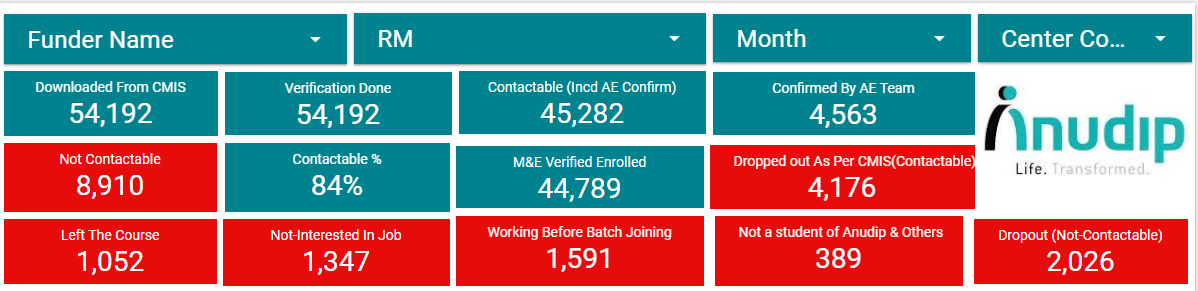 Funder Name
RM
Month
Center Co...
Downloaded From CMIS
54,192
Verification Done
54,192
Contactable (Incd AE Confirm)
45,282
Confirmed By AE Team
4,563
anudip
Life. Transformed.
Not Contactable
8,910
Contactable %
84%
M&E Verified Enrolled
44,789
Dropped out As Per CMIS(Contactable)
4,176
Left The Course
1,052
Not-Interested In Job
1,347
Working Before Batch Joining
1,591
Not a student of Anudip & Others
389
Dropout (Not-Contactable)
2,026